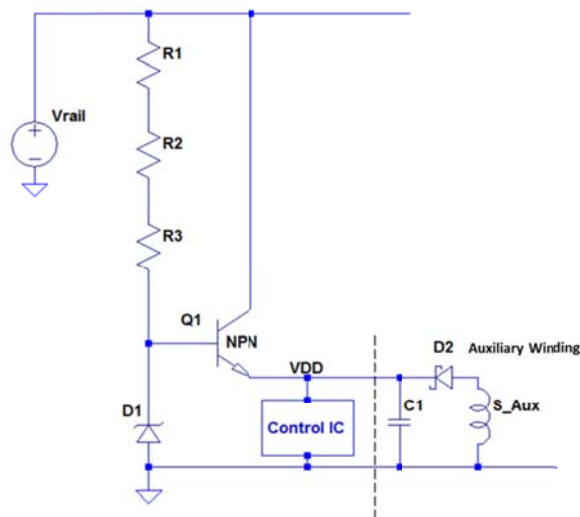 R1
Vrail
R2
R3
Q1
NPN
VDD
D2 Auxiliary Winding
D1
Control IC
C1
S_Aux